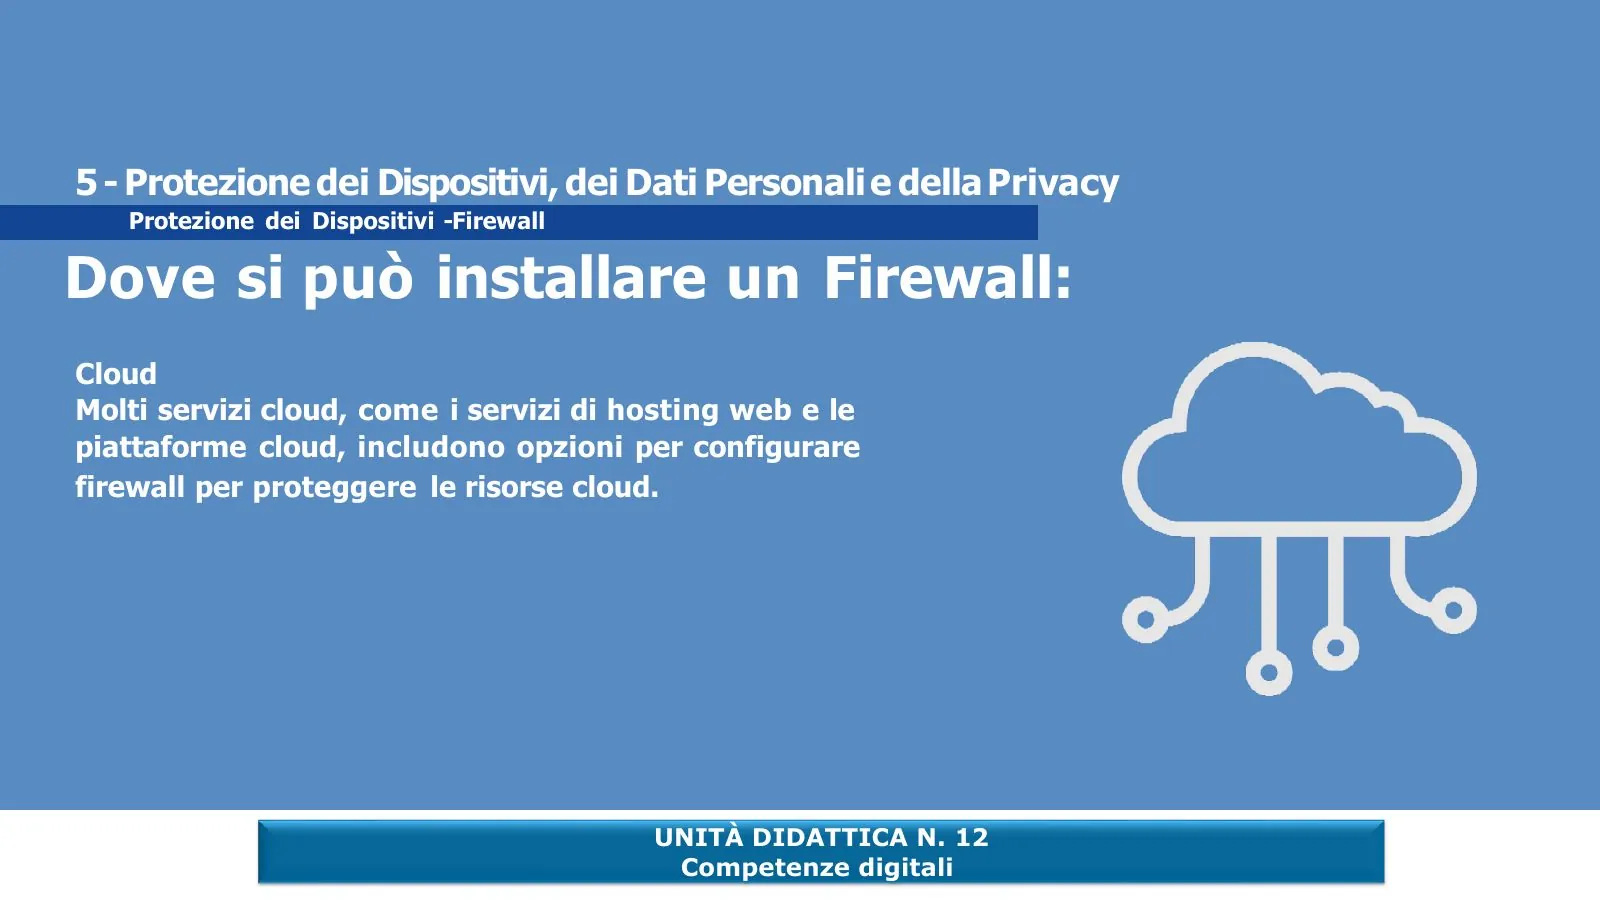 5 - Protezione dei Dispositivi, dei Dati Personali e della Privacy
Protezione dei Dispositivi -Firewall
Dove si può installare un Firewall:
Cloud
Molti servizi cloud, come i servizi di hosting web e le
piattaforme cloud, includono opzioni per configurare
firewall per proteggere le risorse cloud.
UNITÀ DIDATTICA N. 12
Competenze digitali